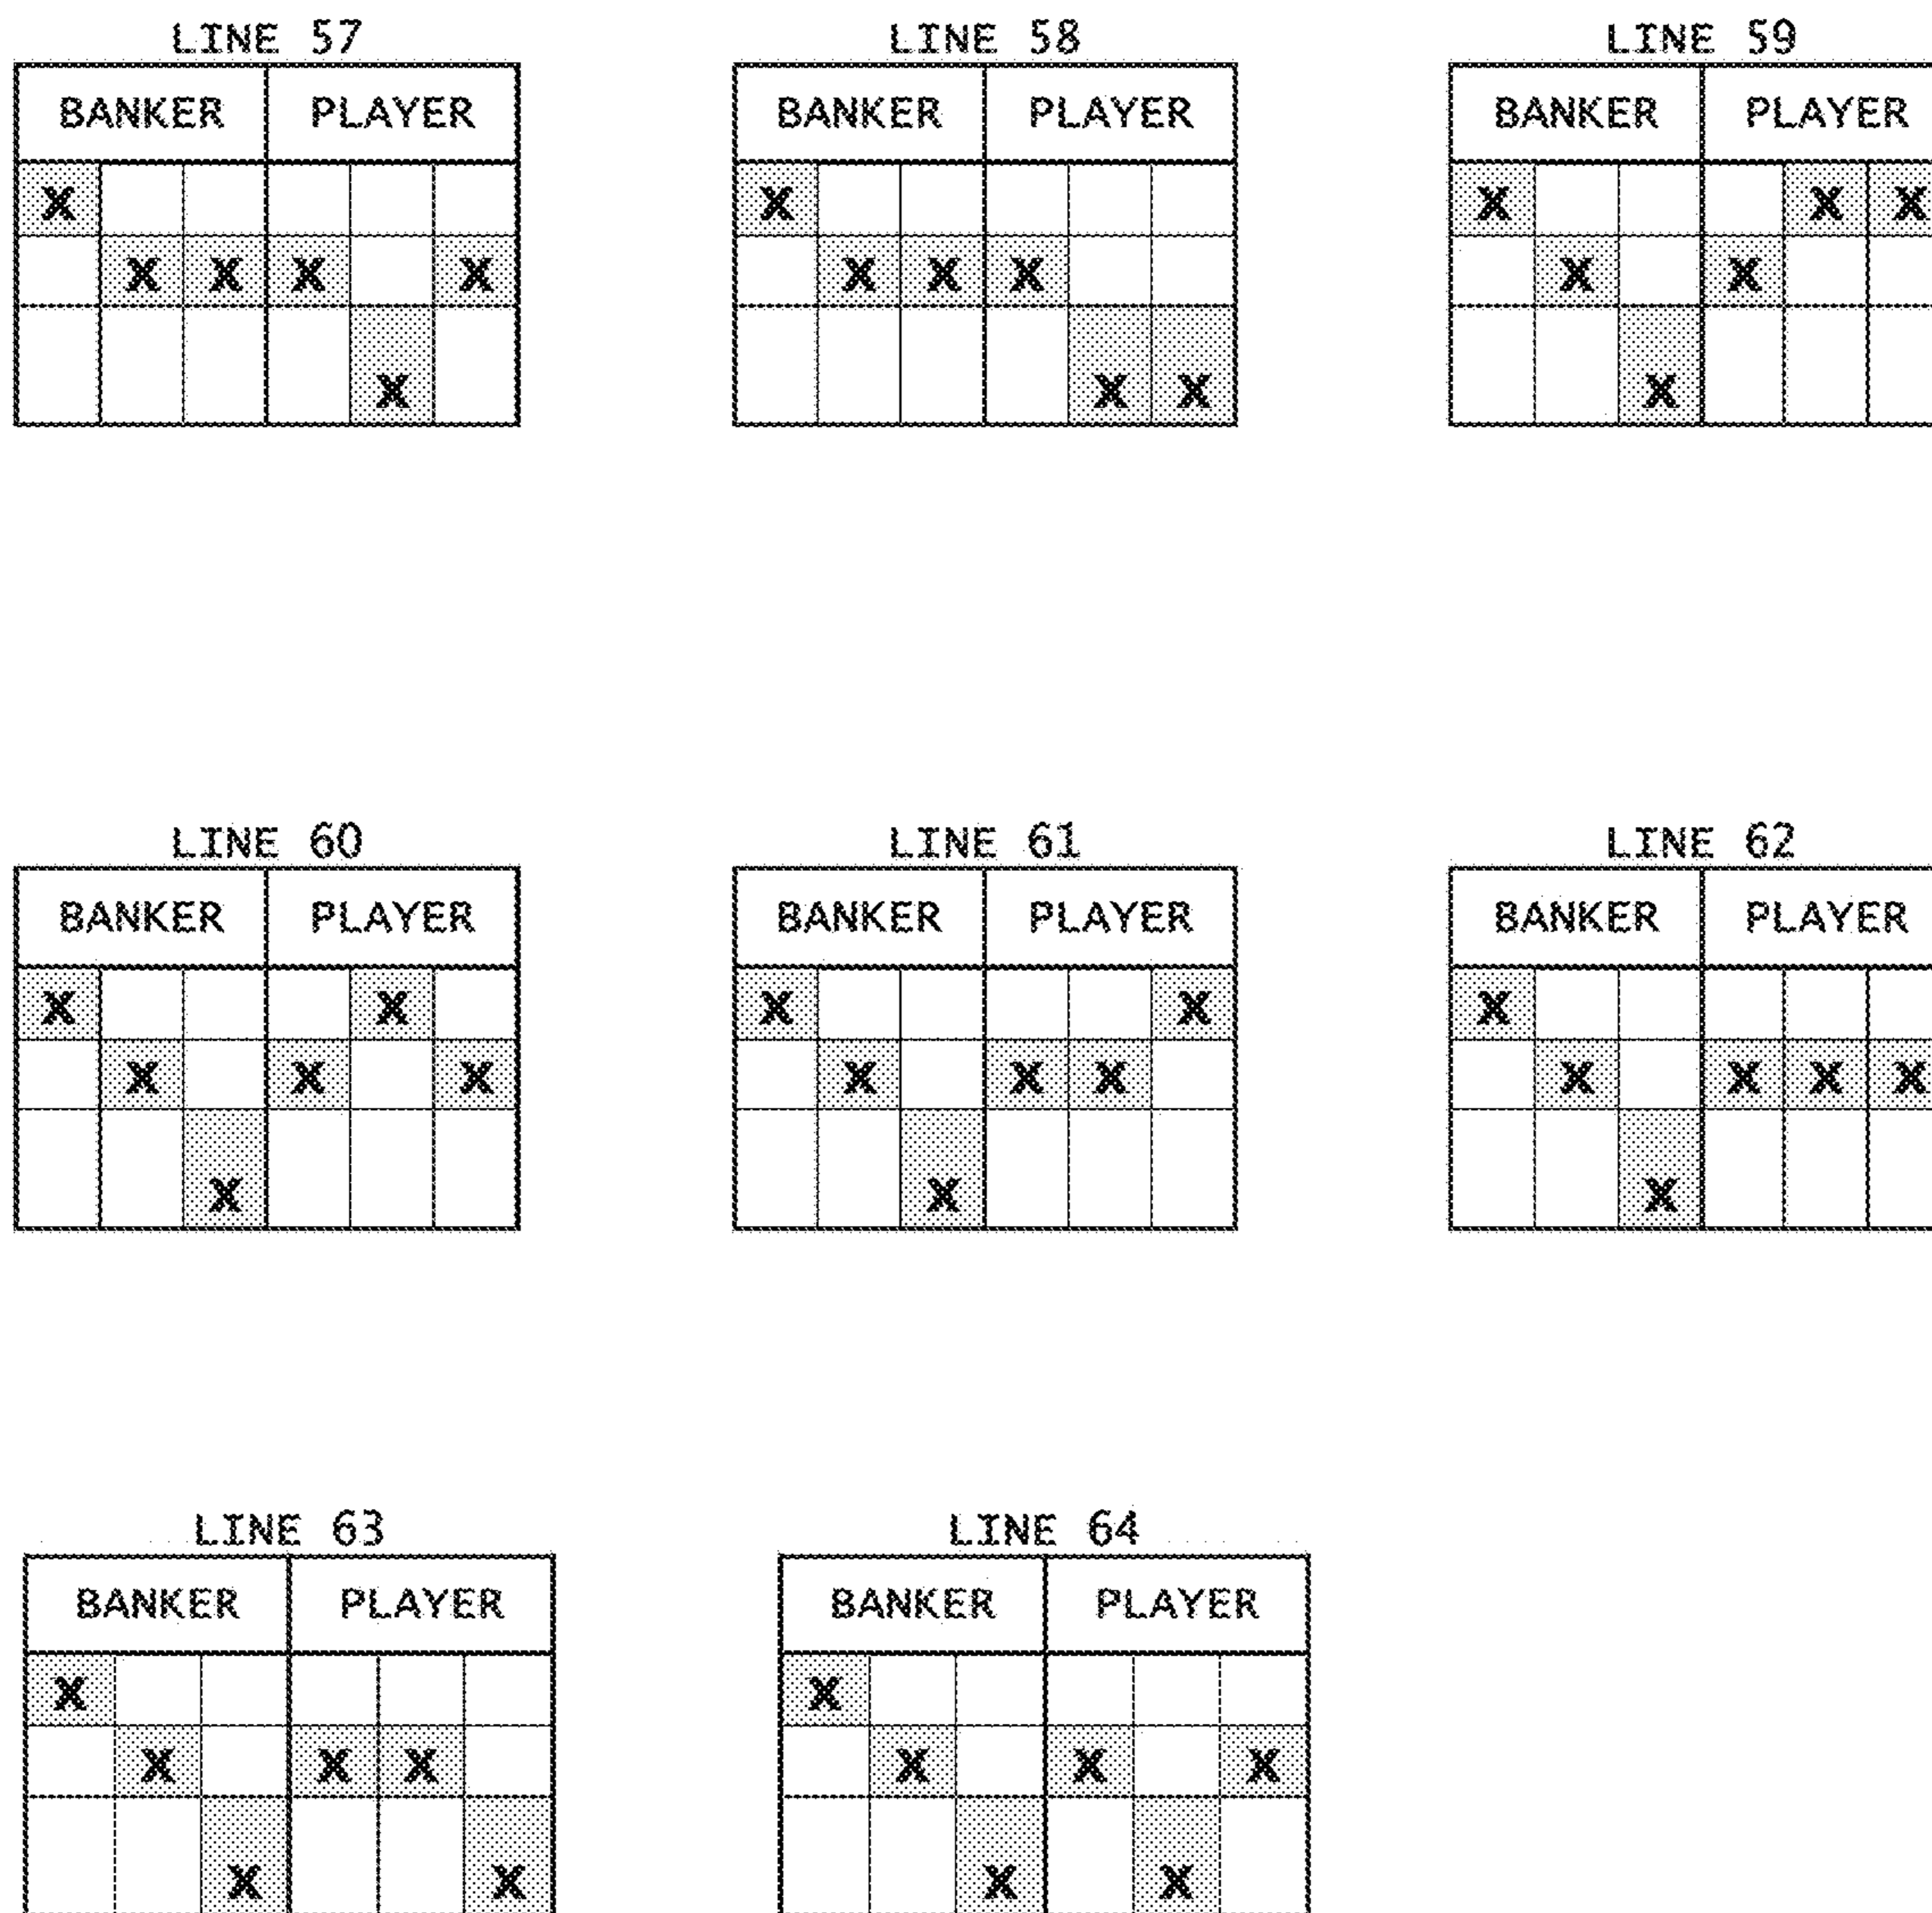 LINE 57
BANKER PLAYER
X
X X X X
X
LINE 58
BANKER PLAYER
X
X X X
X X
LINE 59
BANKER PLAYER
X X X
X X
X
LINE 60
BANKER PLAYER
X X
X X X
X
LINE 61
BANKER PLAYER
X X
X X X
X
LINE 62
BANKER PLAYER
X
X X X X
X
LINE 63
BANKER PLAYER
X
X X X
X X
LINE 64
BANKER PLAYER
X
X X X
X X